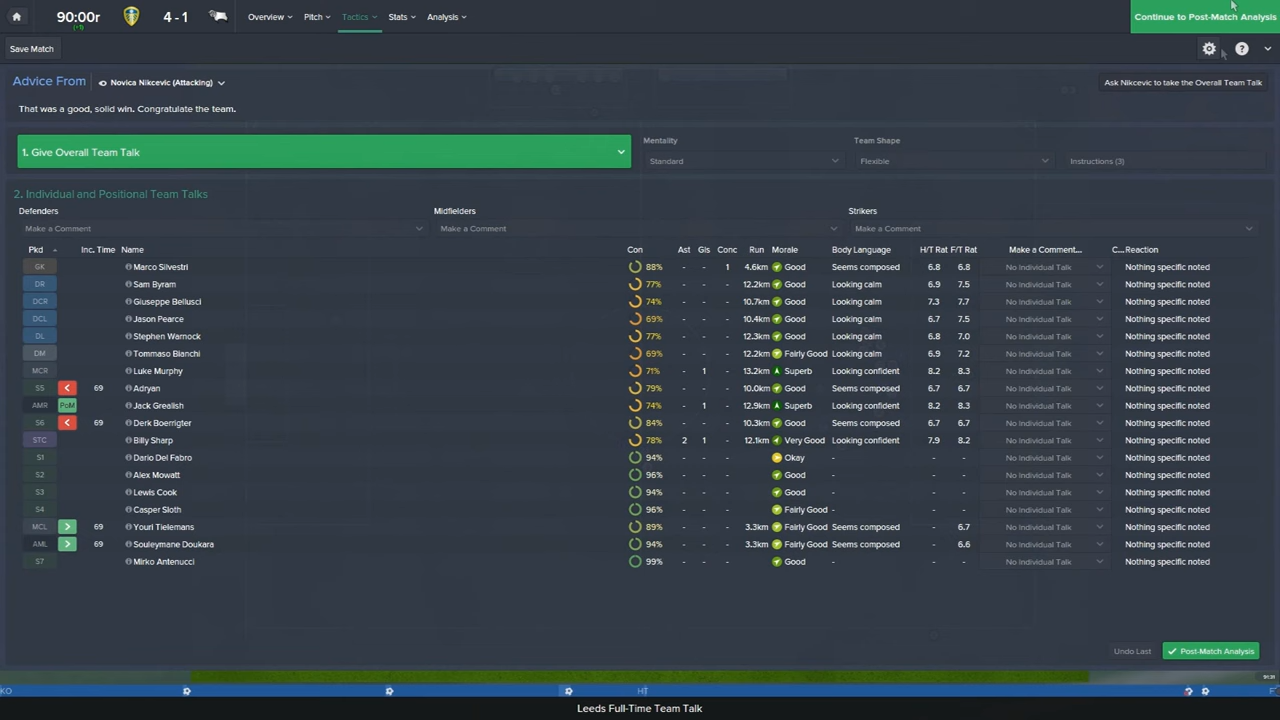 90:00r (+1) 4 - 1 Overview Pitch Tactics Stats Analysis Continue to Post-Match Analysis
Save Match ?
Advice From Novica Nikcevic (Attacking) Ask Nikcevic to take the Overall Team Talk
That was a good, solid win. Congratulate the team.
Mentality Team Shape
1. Give Overall Team Talk Standard Flexible Instructions (3)
2. Individual and Positional Team Talks
Defenders Midfielders Strikers
Make a Comment Make a Comment Make a Comment
Pkd Inc. Time Name Con Ast Gls Conc Run Morale Body Language H/T Rat F/T Rat Make a Comment... C... Reaction
GK Marco Silvestri 88% - - 1 4.6km Good Seems composed 6.8 6.8 No Individual Talk Nothing specific noted
DR Sam Byram 77% - - - 12.2km Good Looking calm 6.9 7.5 No Individual Talk Nothing specific noted
DCR Giuseppe Bellusci 74% - - - 10.7km Good Looking calm 7.3 7.7 No Individual Talk Nothing specific noted
DCL Jason Pearce 69% - - - 10.4km Good Looking calm 6.7 7.5 No Individual Talk Nothing specific noted
DL Stephen Warnock 77% - - - 12.3km Good Looking calm 6.8 7.0 No Individual Talk Nothing specific noted
DM Tommaso Bianchi 69% - - - 12.2km Fairly Good Looking calm 6.9 7.2 No Individual Talk Nothing specific noted
MCR Luke Murphy 71% - 1 - 13.2km Superb Looking confident 8.2 8.3 No Individual Talk Nothing specific noted
S5 69 Adryan 79% - - - 10.0km Good Seems composed 6.7 6.7 No Individual Talk Nothing specific noted
AMR PoM Jack Grealish 74% - 1 - 12.9km Superb Looking confident 8.2 8.3 No Individual Talk Nothing specific noted
S6 69 Derk Boerrigter 84% - - - 10.3km Good Seems composed 6.7 6.7 No Individual Talk Nothing specific noted
STC Billy Sharp 78% 2 1 - 12.1km Very Good Looking confident 7.9 8.2 No Individual Talk Nothing specific noted
S1 Dario Del Fabro 94% - - - Okay - - - No Individual Talk Nothing specific noted
S2 Alex Mowatt 96% - - - Good - - - No Individual Talk Nothing specific noted
S3 Lewis Cook 94% - - - Good - - - No Individual Talk Nothing specific noted
S4 Casper Sloth 96% - - - Fairly Good - - - No Individual Talk Nothing specific noted
MCL 69 Youri Tielemans 89% - - - 3.3km Fairly Good Seems composed - 6.7 No Individual Talk Nothing specific noted
AML 69 Souleymane Doukara 94% - - - 3.3km Fairly Good Seems composed - 6.6 No Individual Talk Nothing specific noted
S7 Mirko Antenucci 99% - - - Good - - - No Individual Talk Nothing specific noted
Undo Last Post-Match Analysis
KO HT F
Leeds Full-Time Team Talk